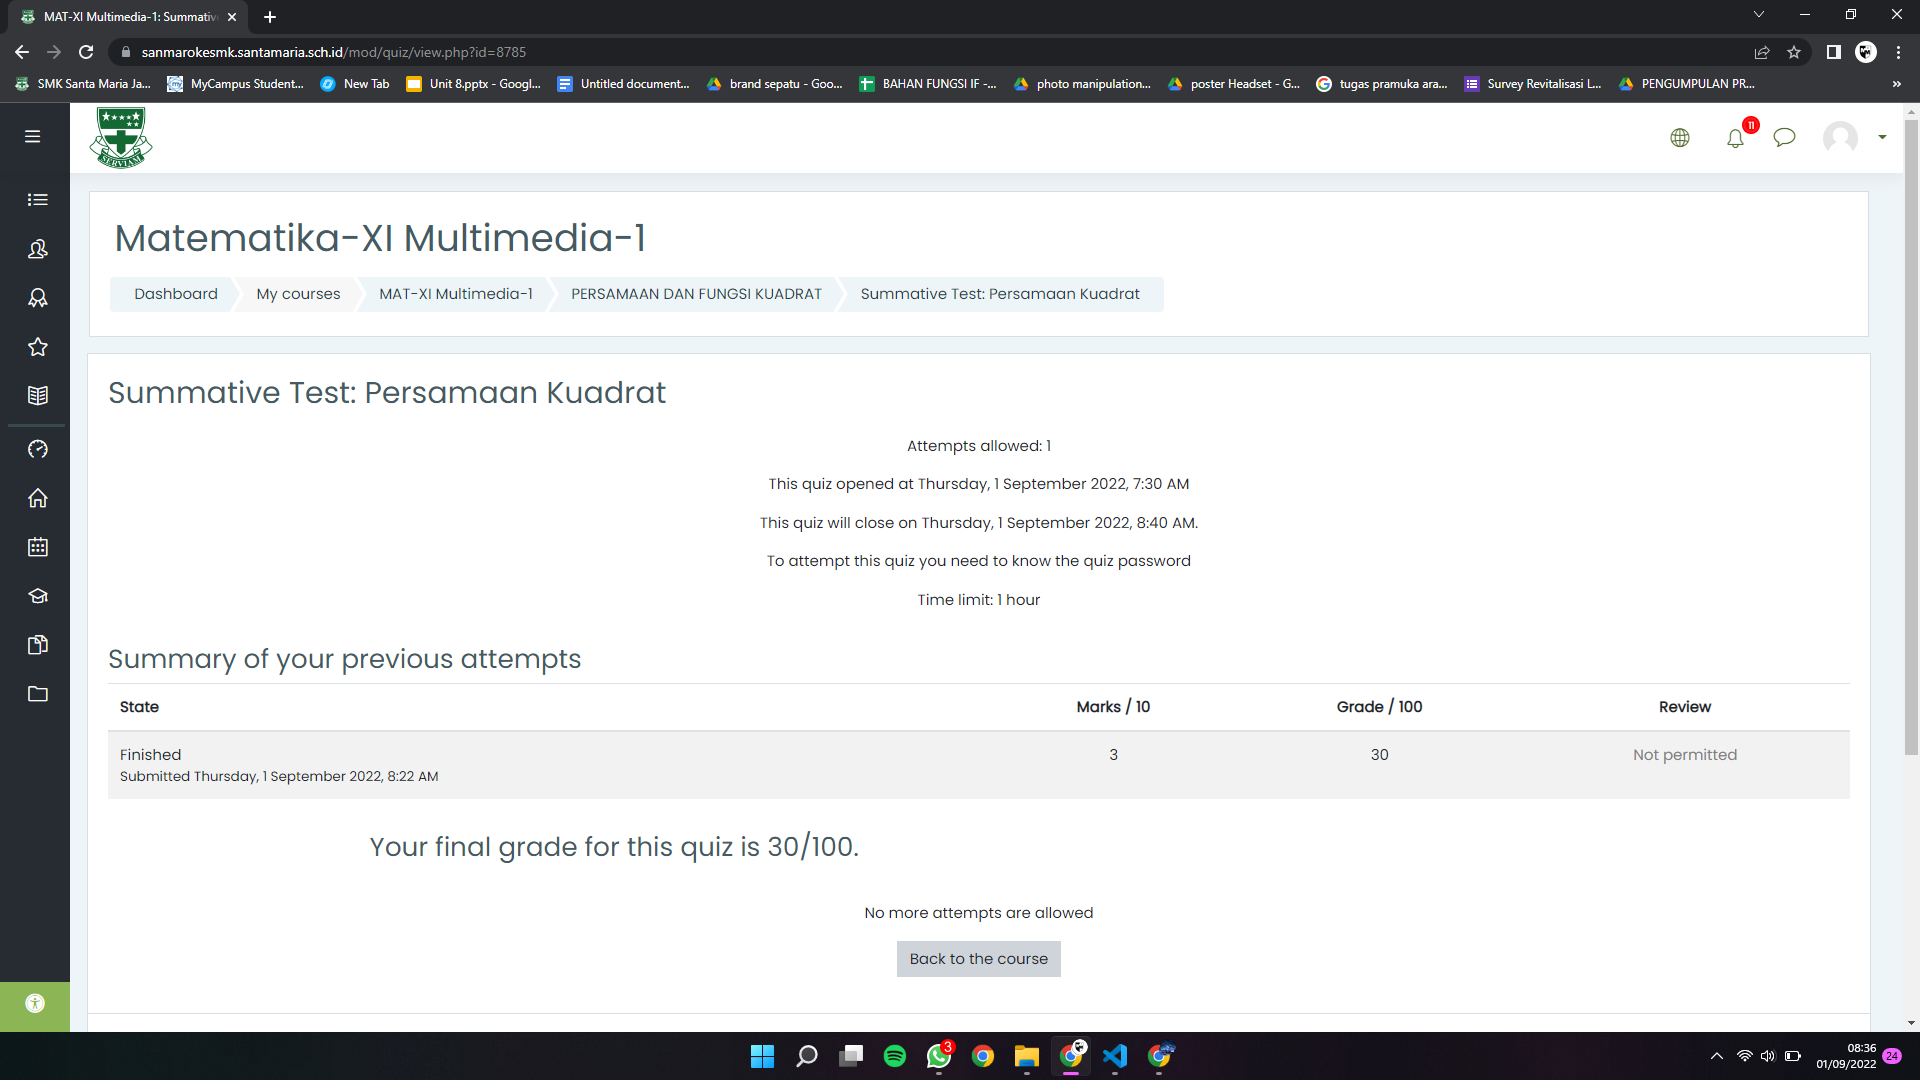 MAT-XI Multimedia-1: Summativ
sanmarokesmk.santamaria.sch.id/mod/quiz/view.php?id=8785
SMK Santa Maria Ja...
MyCampus Student...
New Tab
Unit 8.pptx - Googl...
Untitled document...
brand sepatu - Goo...
BAHAN FUNGSI IF -...
photo manipulation...
poster Headset - G...
tugas pramuka ara...
Survey Revitalisasi L...
PENGUMPULAN PR...
»
SERVIAM
11
Matematika-XI Multimedia-1
Dashboard
My courses
MAT-XI Multimedia-1
PERSAMAAN DAN FUNGSI KUADRAT
Summative Test: Persamaan Kuadrat
Summative Test: Persamaan Kuadrat
Attempts allowed: 1
This quiz opened at Thursday, 1 September 2022, 7:30 AM
This quiz will close on Thursday, 1 September 2022, 8:40 AM.
To attempt this quiz you need to know the quiz password
Time limit: 1 hour
Summary of your previous attempts
State Marks / 10 Grade / 100 Review
Finished 3 30 Not permitted
Submitted Thursday, 1 September 2022, 8:22 AM
Your final grade for this quiz is 30/100.
No more attempts are allowed
Back to the course
3
08:36
01/09/2022
24